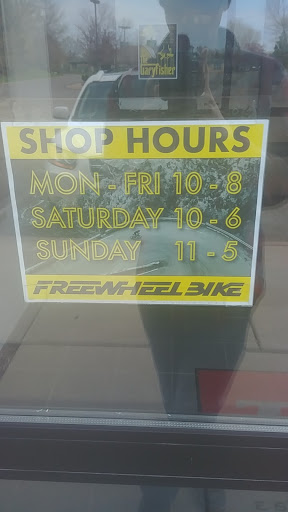 GaryFisher
SHOP HOURS
MON - FRI 10 - 8
SATURDAY 10 - 6
SUNDAY 11 - 5
FREEWHEEL BIKE